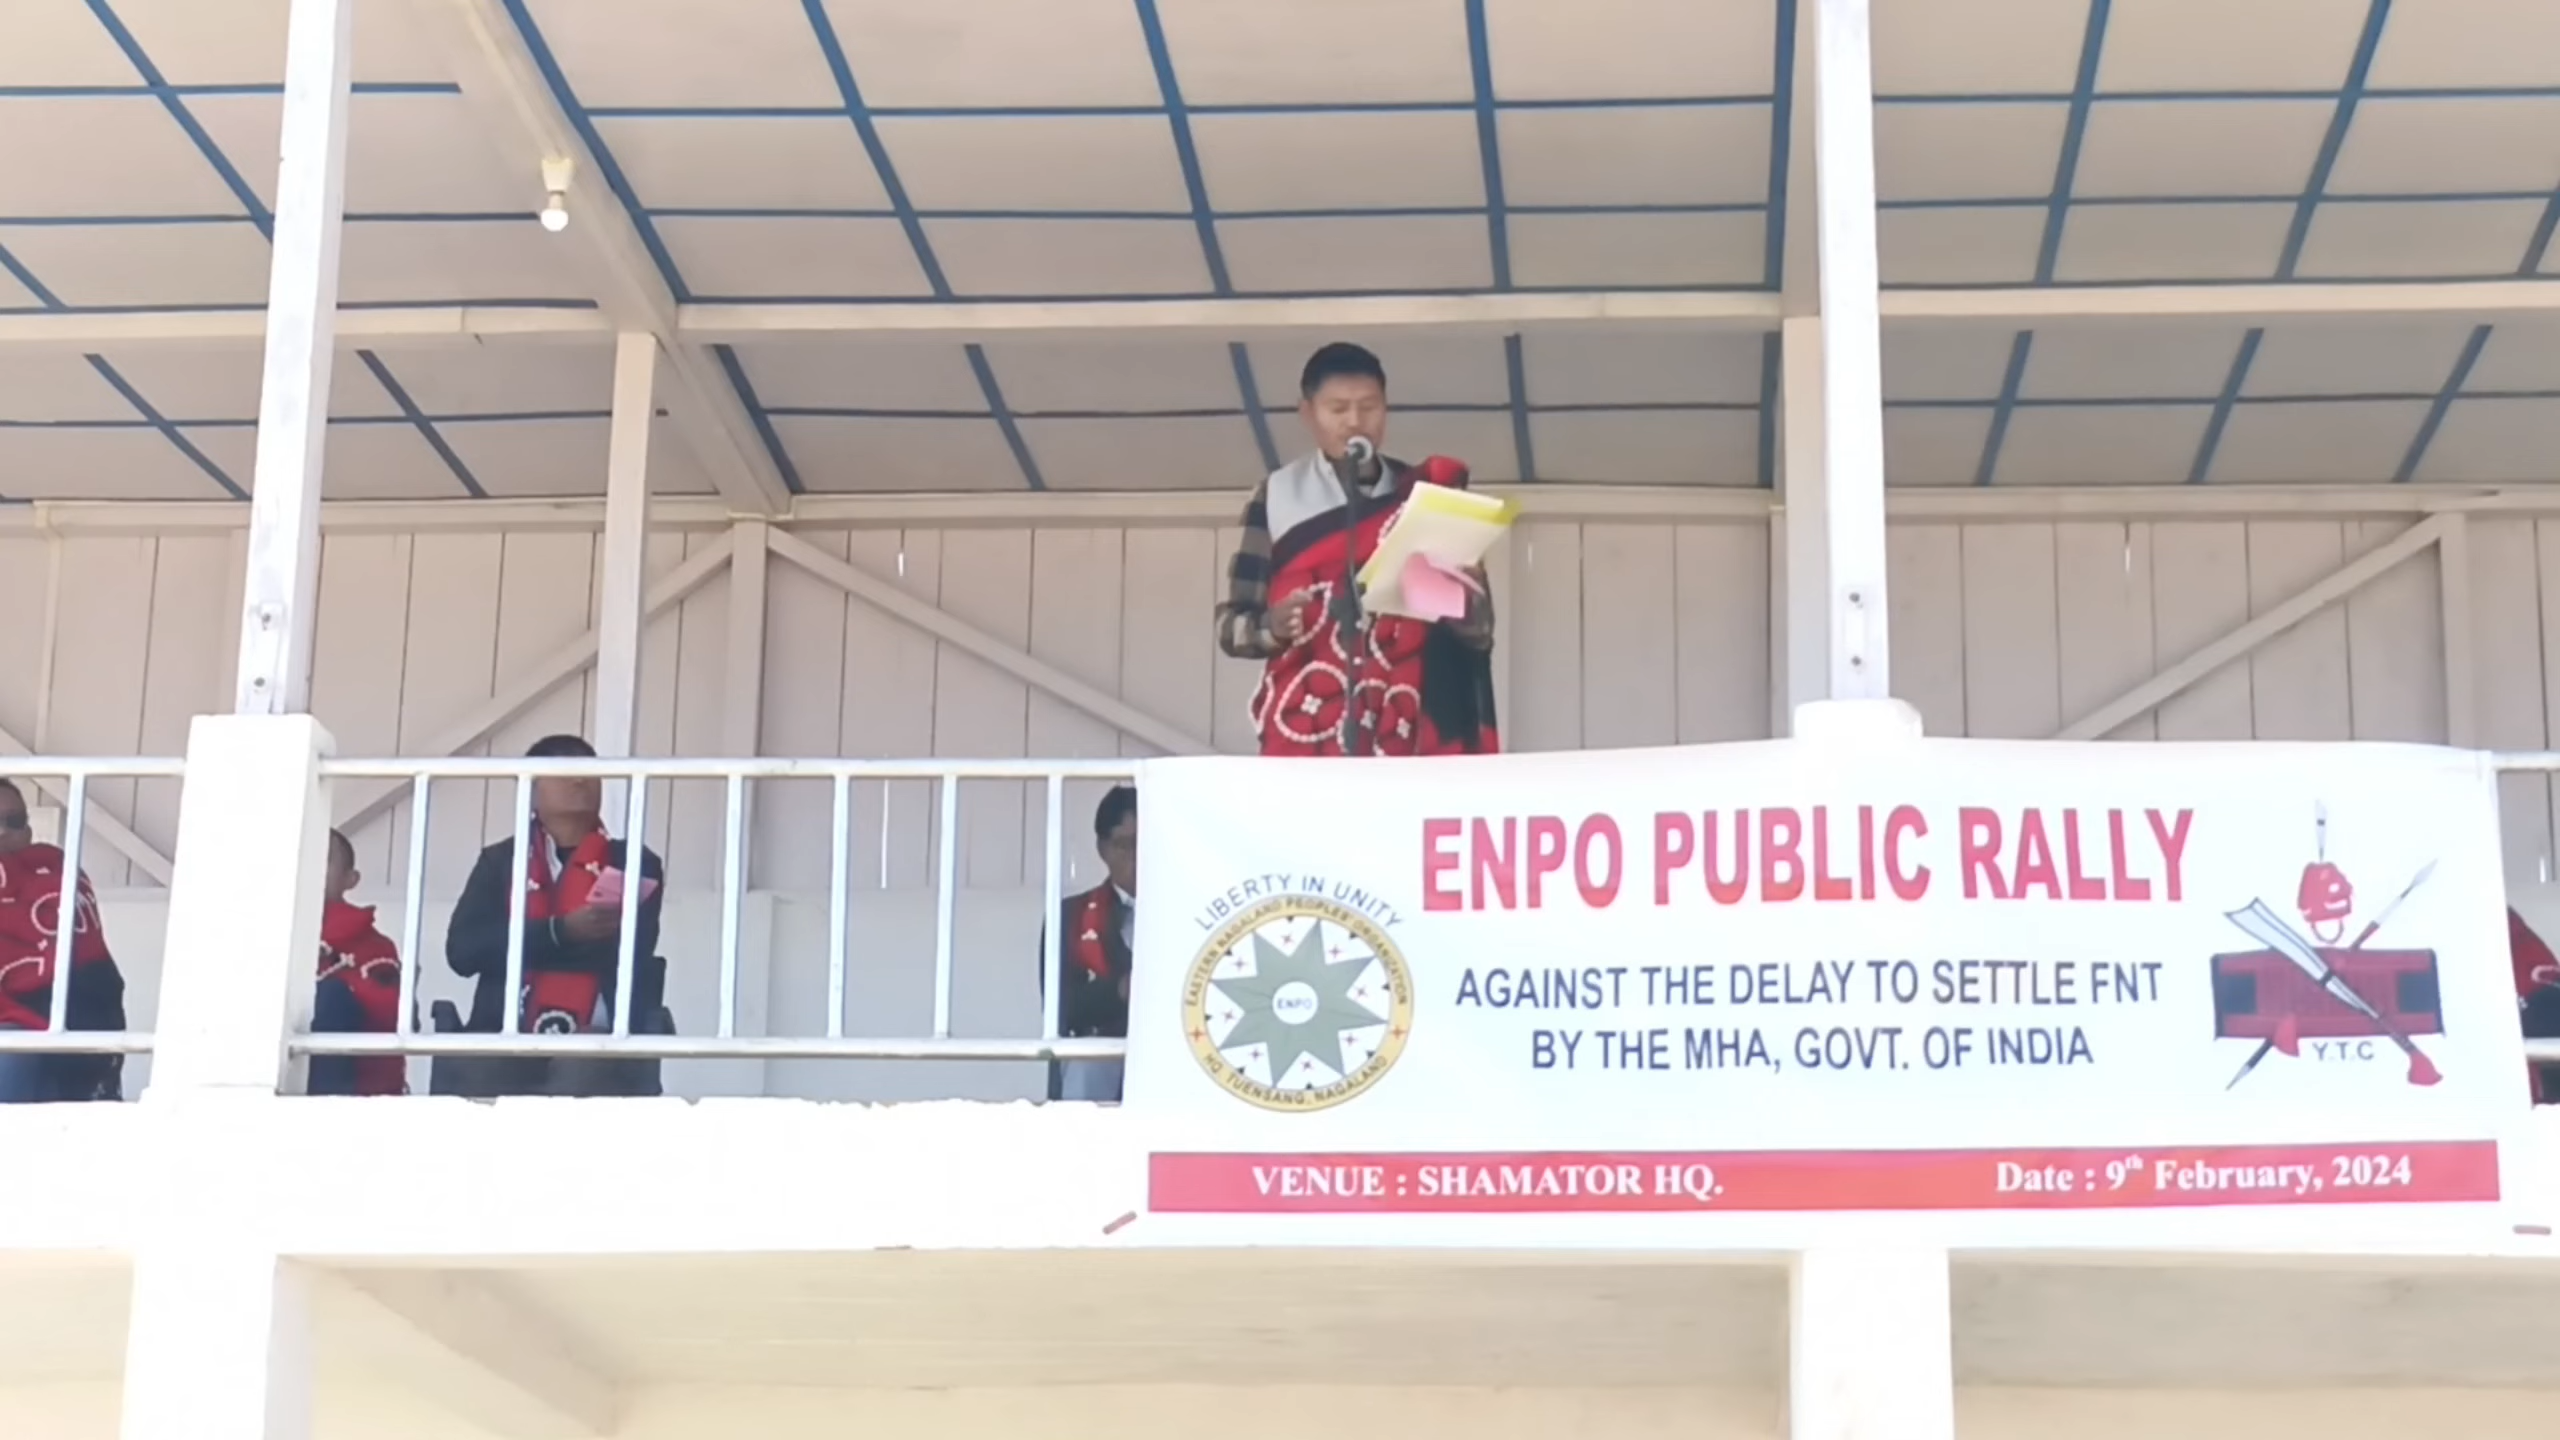 ENPO PUBLIC RALLY
LIBERTY IN UNITY
EASTERN NAGALAND PEOPLES' ORGANIZATION
ENPO
HQ. TUENSANG, NAGALAND
AGAINST THE DELAY TO SETTLE FNT
BY THE MHA, GOVT. OF INDIA
Y.T.C
VENUE : SHAMATOR HQ.
Date : 9th February, 2024